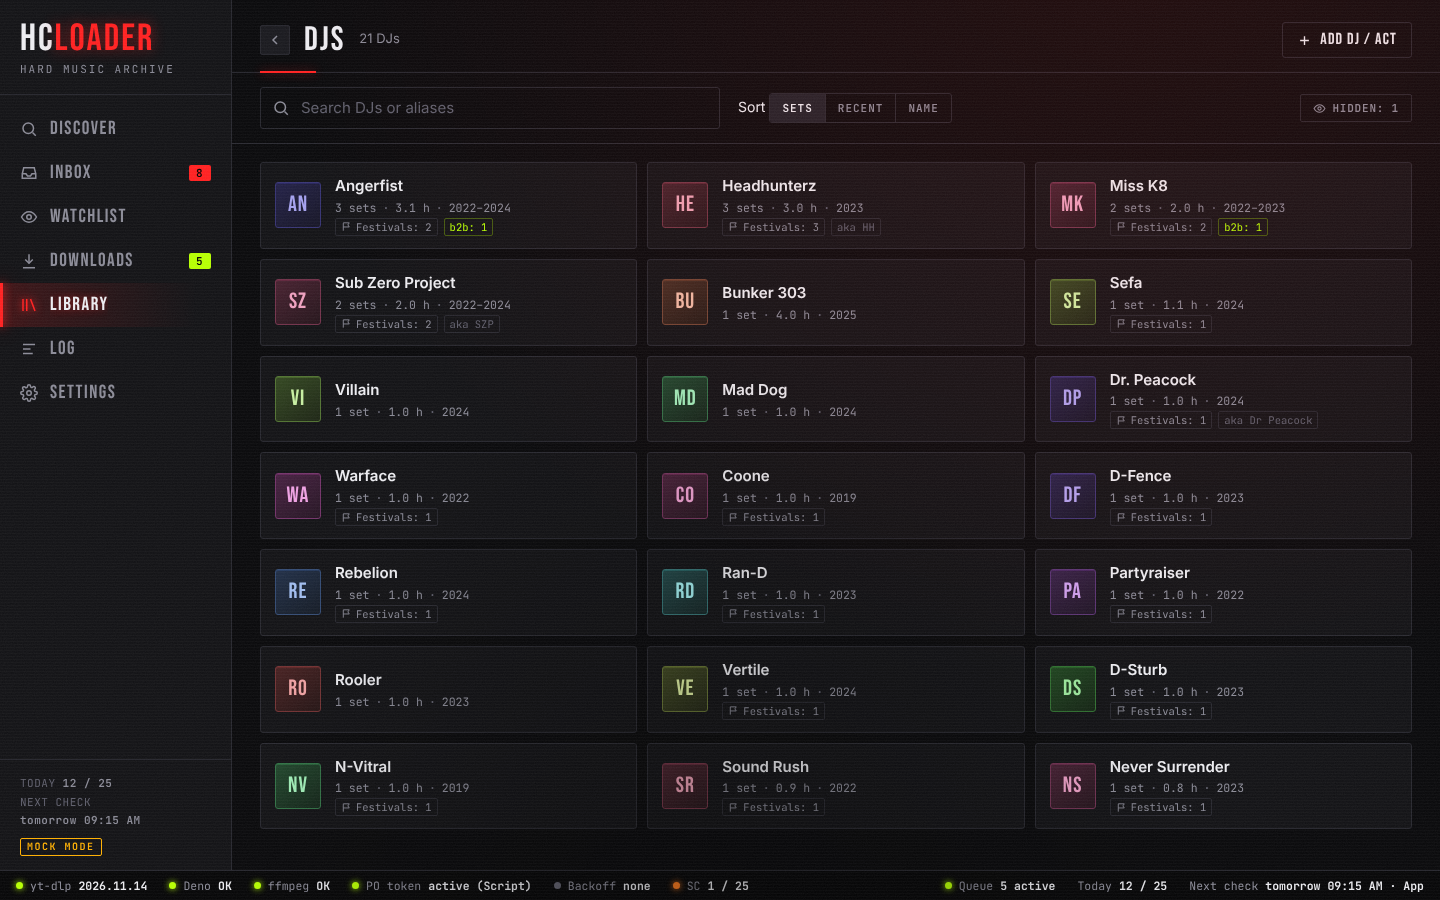 HCLOADER
HARD MUSIC ARCHIVE
DISCOVER
INBOX 8
WATCHLIST
DOWNLOADS 5
LIBRARY
LOG
SETTINGS
TODAY 12 / 25
NEXT CHECK
tomorrow 09:15 AM
MOCK MODE
DJS 21 DJs
ADD DJ / ACT
Search DJs or aliases
Sort SETS RECENT NAME
HIDDEN: 1
AN
Angerfist
3 sets · 3.1 h · 2022–2024
Festivals: 2 b2b: 1
HE
Headhunterz
3 sets · 3.0 h · 2023
Festivals: 3 aka HH
MK
Miss K8
2 sets · 2.0 h · 2022–2023
Festivals: 2 b2b: 1
SZ
Sub Zero Project
2 sets · 2.0 h · 2022–2024
Festivals: 2 aka SZP
BU
Bunker 303
1 set · 4.0 h · 2025
SE
Sefa
1 set · 1.1 h · 2024
Festivals: 1
VI
Villain
1 set · 1.0 h · 2024
MD
Mad Dog
1 set · 1.0 h · 2024
DP
Dr. Peacock
1 set · 1.0 h · 2024
Festivals: 1 aka Dr Peacock
WA
Warface
1 set · 1.0 h · 2022
Festivals: 1
CO
Coone
1 set · 1.0 h · 2019
Festivals: 1
DF
D-Fence
1 set · 1.0 h · 2023
Festivals: 1
RE
Rebelion
1 set · 1.0 h · 2024
Festivals: 1
RD
Ran-D
1 set · 1.0 h · 2023
Festivals: 1
PA
Partyraiser
1 set · 1.0 h · 2022
Festivals: 1
RO
Rooler
1 set · 1.0 h · 2023
VE
Vertile
1 set · 1.0 h · 2024
Festivals: 1
DS
D-Sturb
1 set · 1.0 h · 2023
Festivals: 1
NV
N-Vitral
1 set · 1.0 h · 2019
Festivals: 1
SR
Sound Rush
1 set · 0.9 h · 2022
Festivals: 1
NS
Never Surrender
1 set · 0.8 h · 2023
Festivals: 1
yt-dlp 2026.11.14 Deno OK ffmpeg OK PO token active (Script) Backoff none SC 1 / 25 Queue 5 active Today 12 / 25 Next check tomorrow 09:15 AM · App